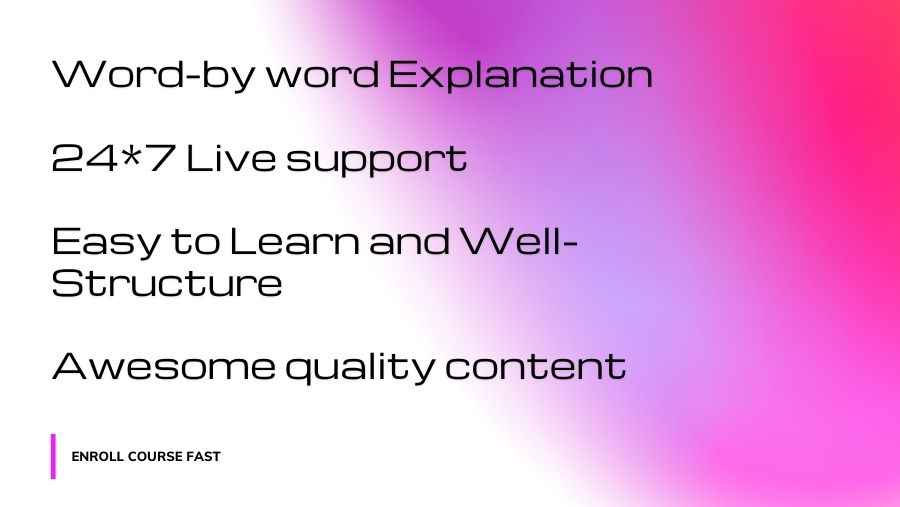 Word-by word Explanation
24*7 Live support
Easy to Learn and Well-
Structure
Awesome quality content
ENROLL COURSE FAST